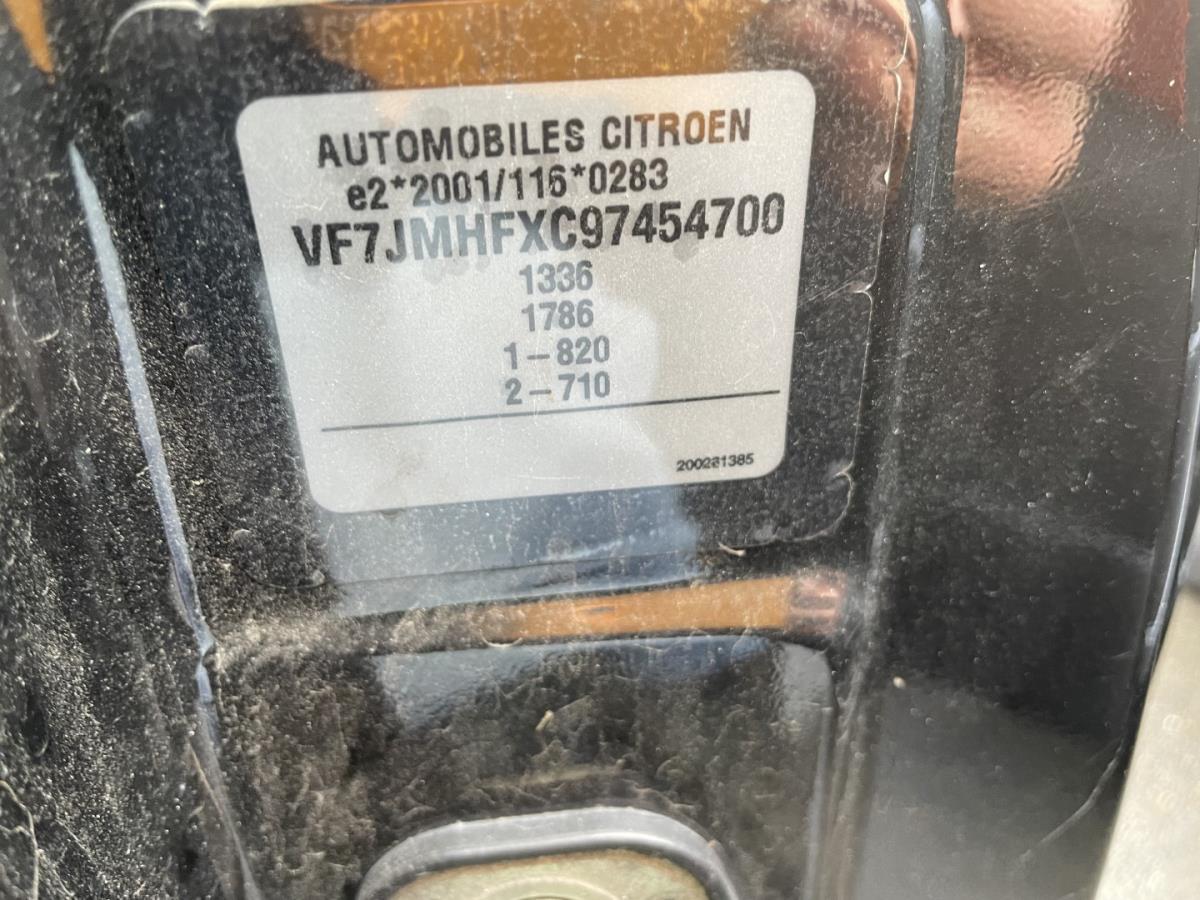 AUTOMOBILES CITROEN
e2*2001/116*0283
VF7JMHFXC97454700
1336
1786
1-820
2-710
200281385